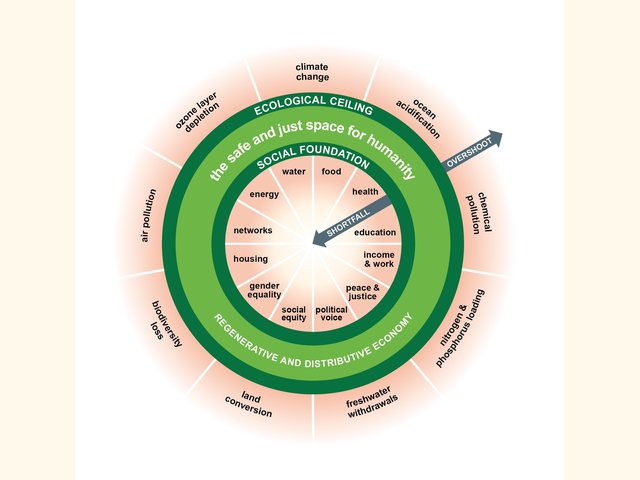 climate
change
ocean
acidification
chemical
pollution
nitrogen &
phosphorus loading
freshwater
withdrawals
land
conversion
biodiversity
loss
air pollution
ozone layer
depletion
ECOLOGICAL CEILING
the safe and just space for humanity
SOCIAL FOUNDATION
OVERSHOOT
SHORTFALL
water
food
health
education
income
& work
peace &
justice
political
voice
social
equity
gender
equality
housing
networks
energy
REGENERATIVE AND DISTRIBUTIVE ECONOMY